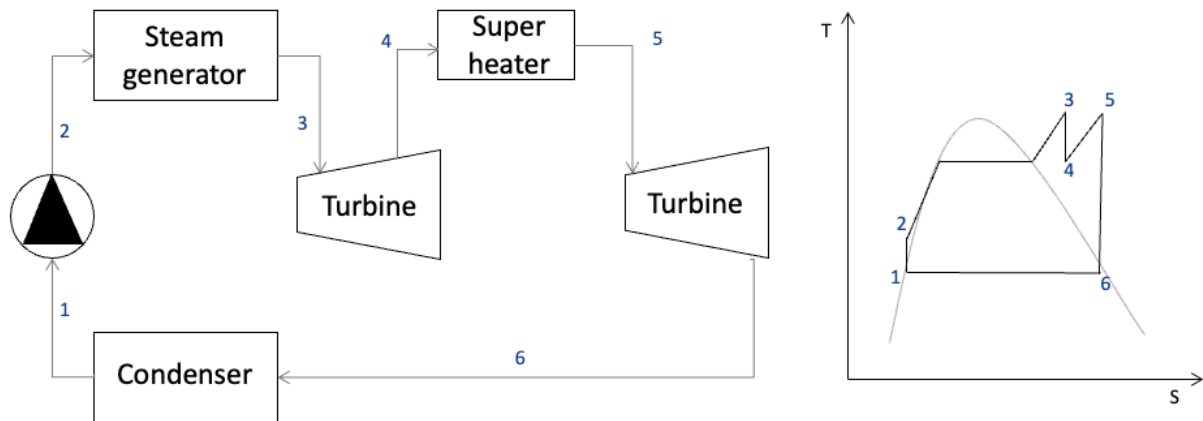 Steam
generator
4
Super
heater
5
2
3
Turbine
Turbine
1
Condenser
6
T
3
5
4
2
1
6
s